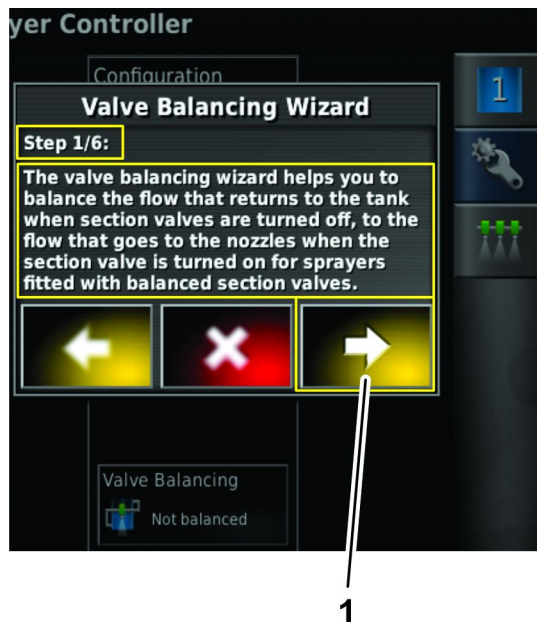 yer Controller
Configuration
1
Valve Balancing Wizard
Step 1/6:
The valve balancing wizard helps you to
balance the flow that returns to the tank
when section valves are turned off, to the
flow that goes to the nozzles when the
section valve is turned on for sprayers
fitted with balanced section valves.
Valve Balancing
Not balanced
1